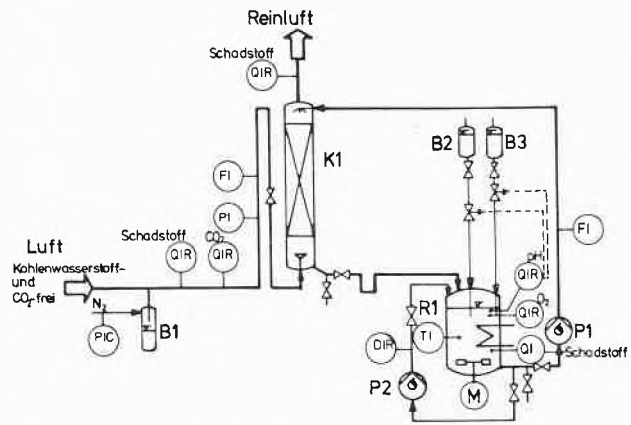 Reinluft
Schadstoff
QIR
B2
B3
K1
FI
PI
FI
CO₂
Schadstoff
QIR
QIR
Luft
Kohlenwasserstoff-
und
CO₂-frei
N₂
PIC
B1
pH
QIR
O₂
QIR
R1
TI
QI
P1
Schadstoff
DIR
P2
M